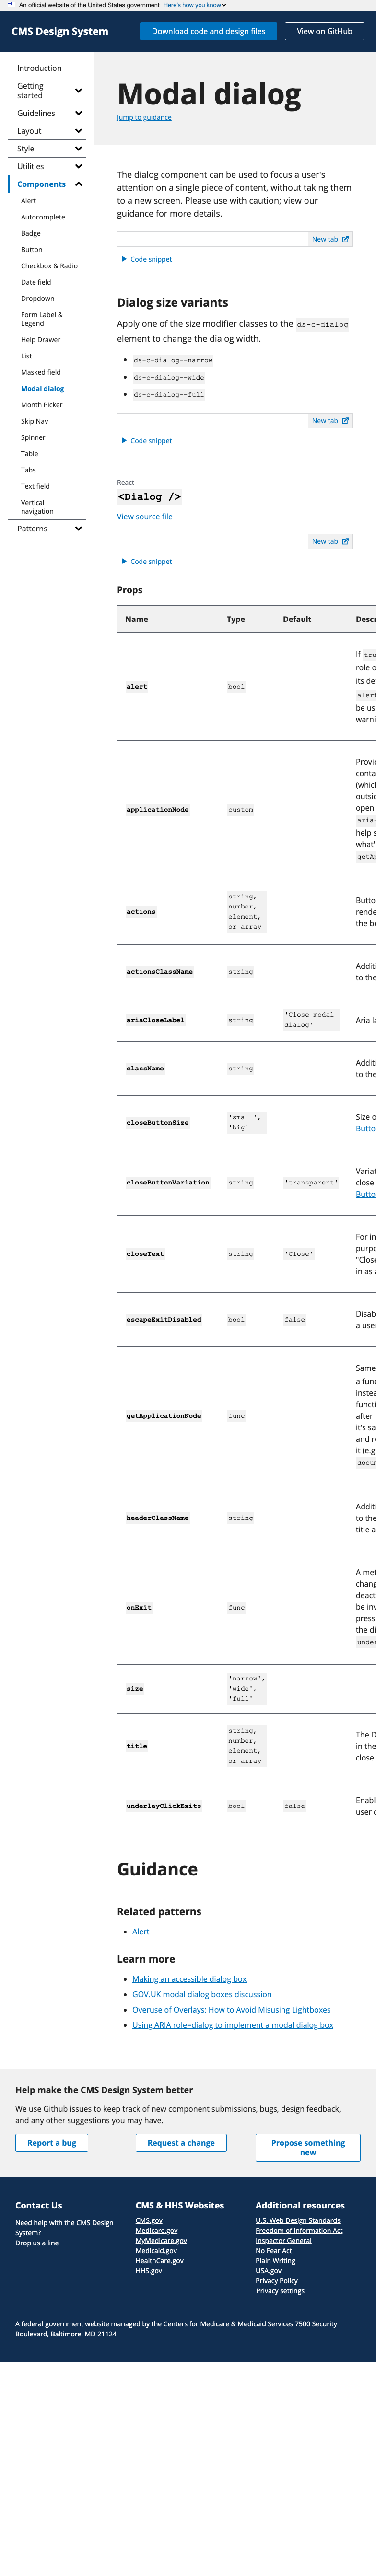 An official website of the United States government Here's how you know
CMS Design System
Download code and design files
View on GitHub
Introduction
Getting
started
Guidelines
Layout
Style
Utilities
Components
Alert
Autocomplete
Badge
Button
Checkbox & Radio
Date field
Dropdown
Form Label &
Legend
Help Drawer
List
Masked field
Modal dialog
Month Picker
Skip Nav
Spinner
Table
Tabs
Text field
Vertical
navigation
Patterns
Modal dialog
Jump to guidance
The dialog component can be used to focus a user's
attention on a single piece of content, without taking them
to a new screen. Please use with caution; view our
guidance for more details.
New tab
Code snippet
Dialog size variants
Apply one of the size modifier classes to the ds-c-dialog
element to change the dialog width.
ds-c-dialog--narrow
ds-c-dialog--wide
ds-c-dialog--full
New tab
Code snippet
React
<Dialog />
View source file
New tab
Code snippet
Props
Name Type Default Descr
alert bool
If tru
role o
its de
alert
be us
warni
applicationNode custom
Provi
conta
(whic
outsid
open
aria-
help s
what'
getAp
actions
string,
number,
element,
or array
Butto
rende
the bo
actionsClassName string
Additi
to the
ariaCloseLabel string
'Close modal
dialog'
Aria la
className string
Additi
to the
closeButtonSize
'small',
'big'
Size o
Butto
closeButtonVariation string 'transparent'
Variat
close
Butto
closeText string 'Close'
For in
purpo
"Close
in as a
escapeExitDisabled bool false
Disab
a user
getApplicationNode func
Same
a func
instea
functi
after t
it's sa
and re
it (e.g
docum
headerClassName string
Additi
to the
title a
onExit func
A met
chang
deact
be inv
press
the di
under
size
'narrow',
'wide',
'full'
title
string,
number,
element,
or array
The D
in the
close
underlayClickExits bool false
Enabl
user c
Guidance
Related patterns
Alert
Learn more
Making an accessible dialog box
GOV.UK modal dialog boxes discussion
Overuse of Overlays: How to Avoid Misusing Lightboxes
Using ARIA role=dialog to implement a modal dialog box
Help make the CMS Design System better
We use Github issues to keep track of new component submissions, bugs, design feedback,
and any other suggestions you may have.
Report a bug
Request a change
Propose something
new
Contact Us
Need help with the CMS Design
System?
Drop us a line
CMS & HHS Websites
CMS.gov
Medicare.gov
MyMedicare.gov
Medicaid.gov
HealthCare.gov
HHS.gov
Additional resources
U.S. Web Design Standards
Freedom of Information Act
Inspector General
No Fear Act
Plain Writing
USA.gov
Privacy Policy
Privacy settings
A federal government website managed by the Centers for Medicare & Medicaid Services 7500 Security
Boulevard, Baltimore, MD 21124